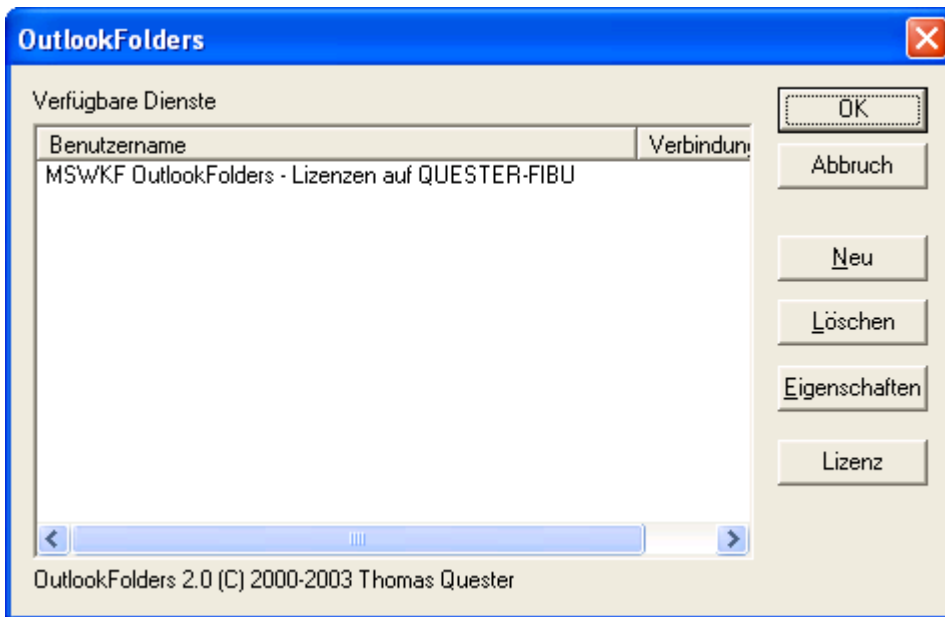 OutlookFolders
Verfügbare Dienste
Benutzername Verbindung
MSWKF OutlookFolders - Lizenzen auf QUESTER-FIBU
OK
Abbruch
Neu
Löschen
Eigenschaften
Lizenz
OutlookFolders 2.0 (C) 2000-2003 Thomas Quester